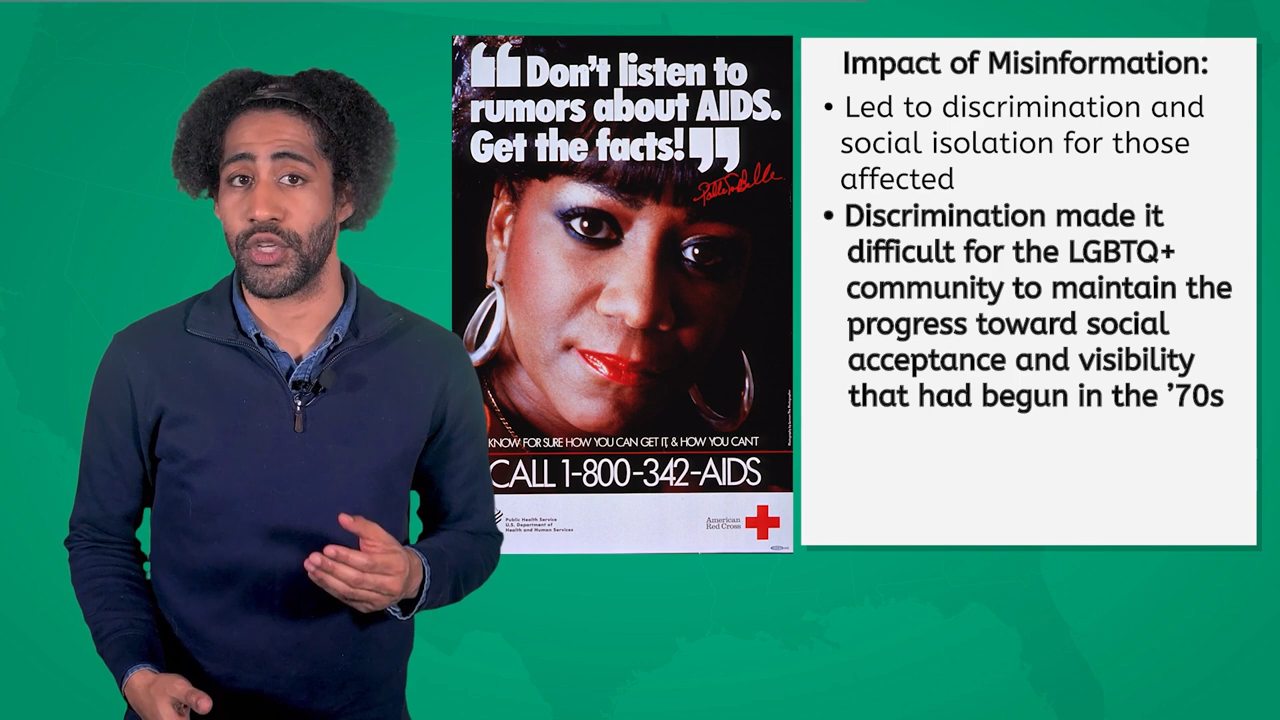 “Don’t listen to
rumors about AIDS.
Get the facts!”
Patti LaBelle
KNOW FOR SURE HOW YOU CAN GET IT, & HOW YOU CAN'T
CALL 1-800-342-AIDS
Public Health Service
U.S. Department of
Health and Human Services
American
Red Cross
Impact of Misinformation:
• Led to discrimination and
social isolation for those
affected
• Discrimination made it
difficult for the LGBTQ+
community to maintain the
progress toward social
acceptance and visibility
that had begun in the ’70s